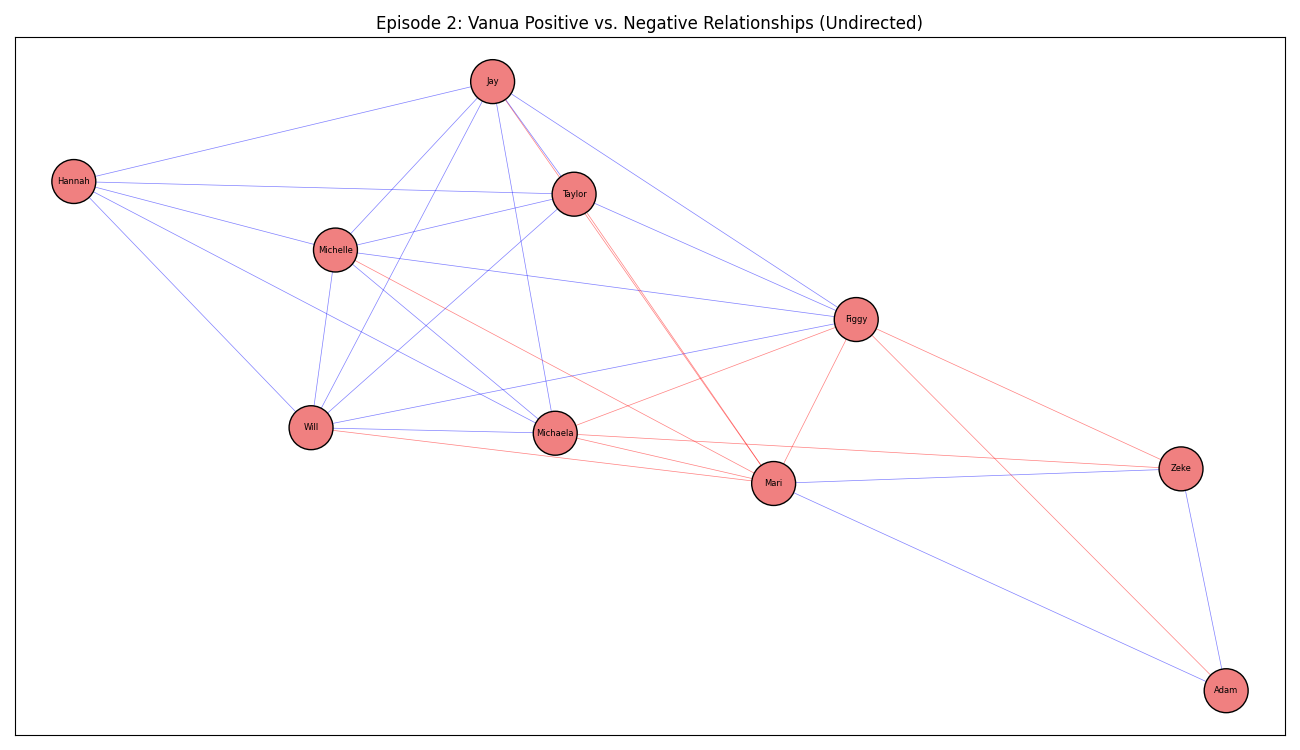 Episode 2: Vanua Positive vs. Negative Relationships (Undirected)
Jay
Hannah
Taylor
Michelle
Figgy
Will
Michaela
Zeke
Mari
Adam